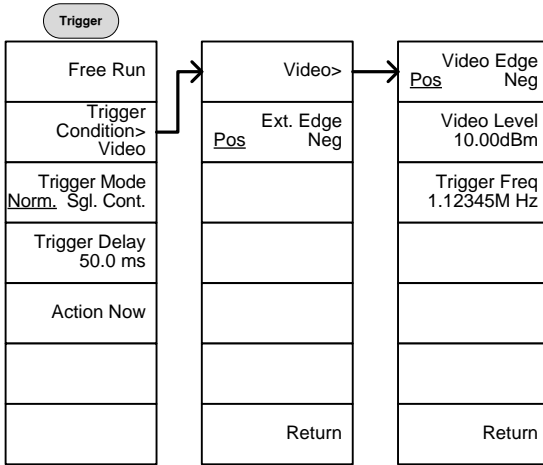 Trigger
Free Run
Trigger
Condition>
Video
Trigger Mode
Norm. Sgl. Cont.
Trigger Delay
50.0 ms
Action Now
Video>
Ext. Edge
Pos Neg
Return
Video Edge
Pos Neg
Video Level
10.00dBm
Trigger Freq
1.12345M Hz
Return